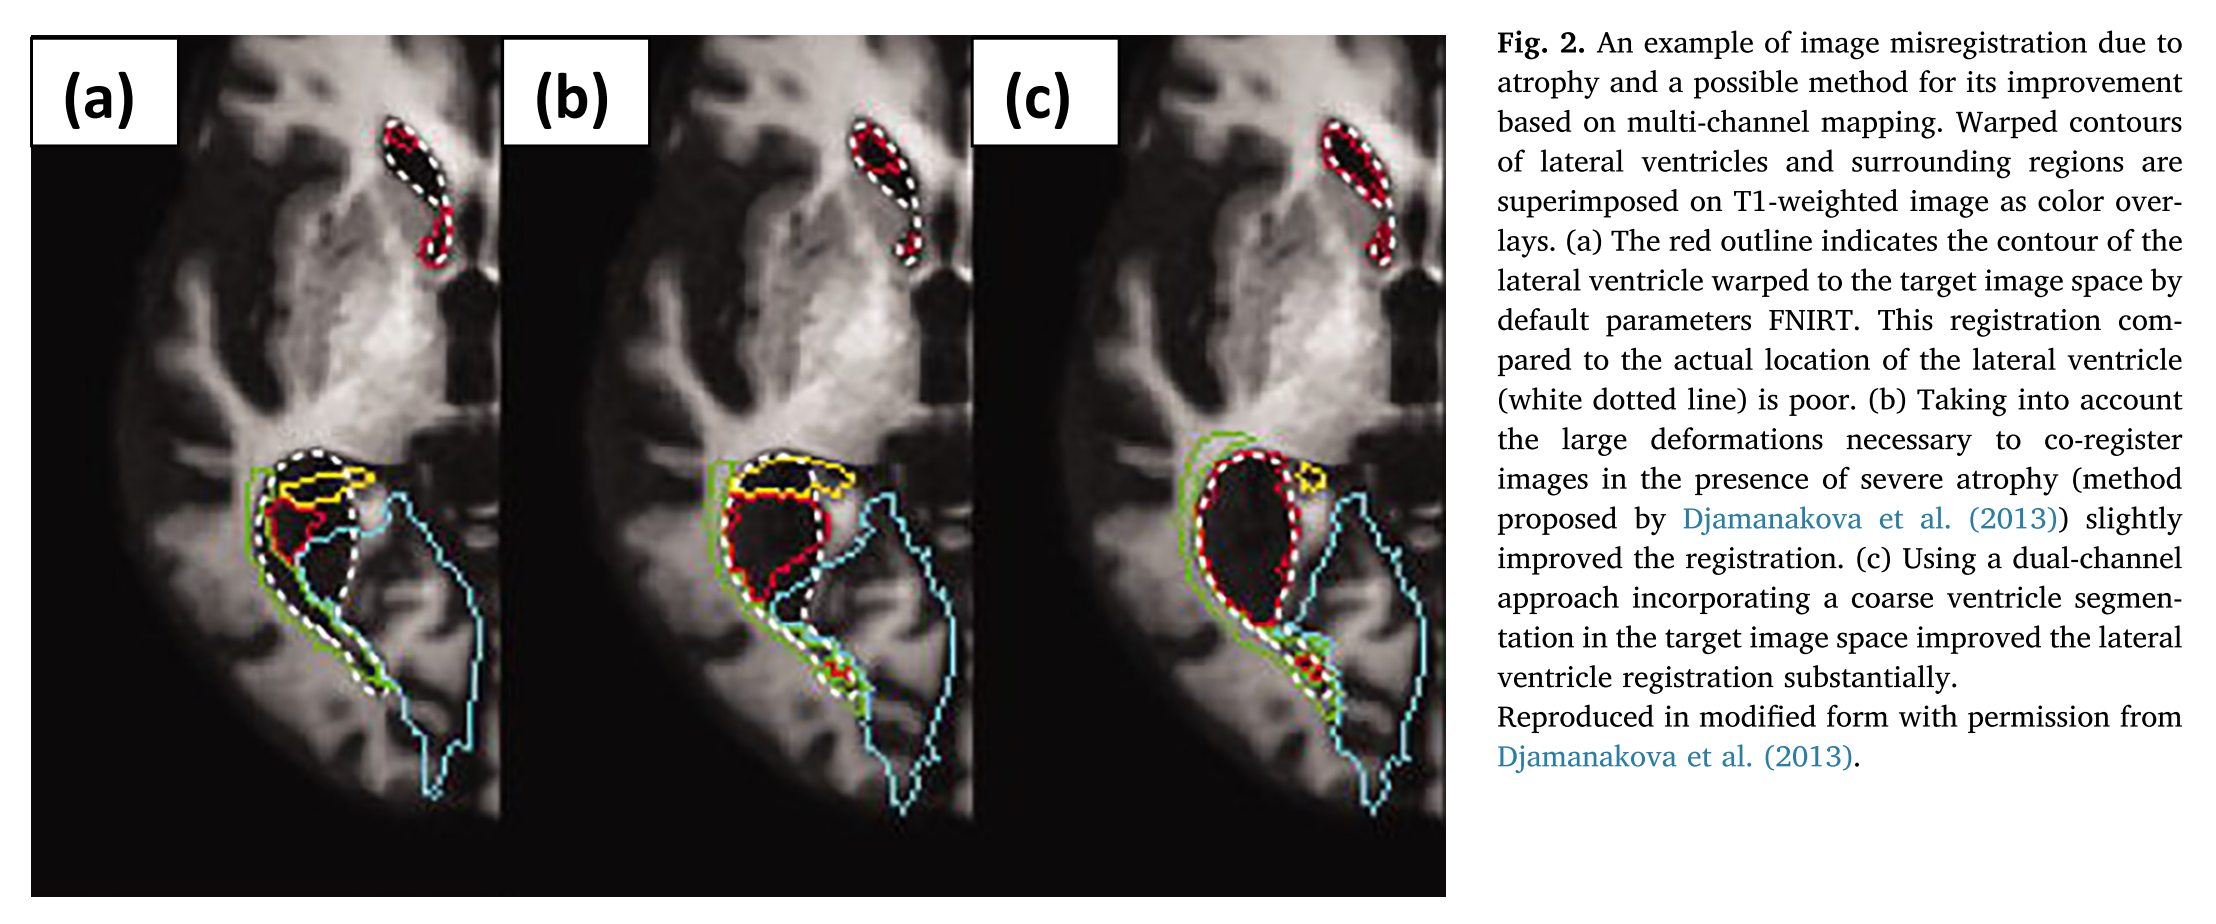 (a)
(b)
(c)
Fig. 2. An example of image misregistration due to
atrophy and a possible method for its improvement
based on multi-channel mapping. Warped contours
of lateral ventricles and surrounding regions are
superimposed on T1-weighted image as color over-
lays. (a) The red outline indicates the contour of the
lateral ventricle warped to the target image space by
default parameters FNIRT. This registration com-
pared to the actual location of the lateral ventricle
(white dotted line) is poor. (b) Taking into account
the large deformations necessary to co-register
images in the presence of severe atrophy (method
proposed by Djamanakova et al. (2013)) slightly
improved the registration. (c) Using a dual-channel
approach incorporating a coarse ventricle segmen-
tation in the target image space improved the lateral
ventricle registration substantially.
Reproduced in modified form with permission from
Djamanakova et al. (2013).